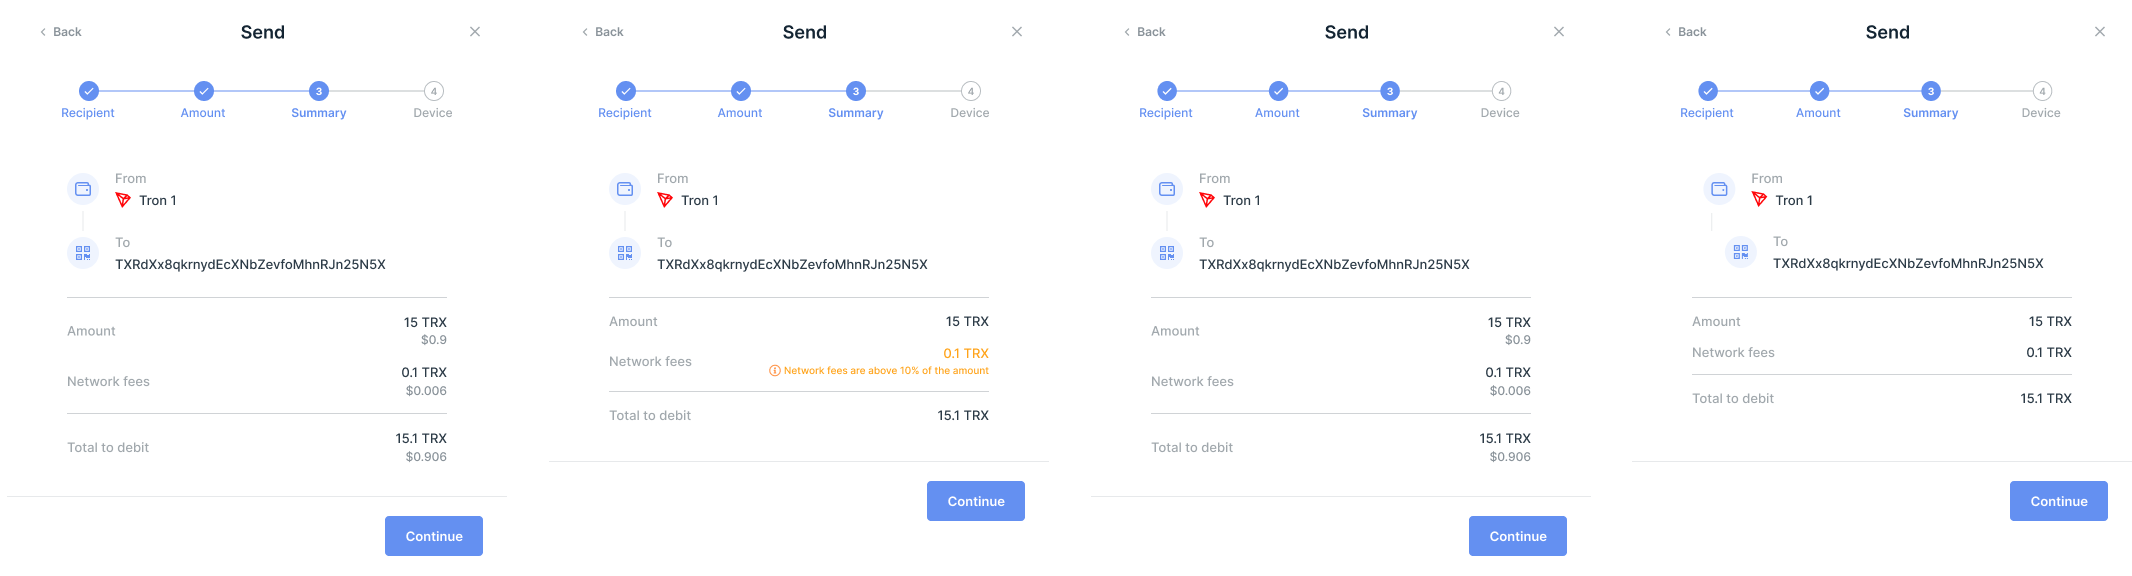 Back
Send
Recipient
Amount
3
Summary
4
Device
From
Tron 1
To
TXRdXx8qkrnydEcXNbZevfoMhnRJn25N5X
Amount
15 TRX
$0.9
Network fees
0.1 TRX
$0.006
Total to debit
15.1 TRX
$0.906
Continue
Back
Send
Recipient
Amount
3
Summary
4
Device
From
Tron 1
To
TXRdXx8qkrnydEcXNbZevfoMhnRJn25N5X
Amount
15 TRX
Network fees
0.1 TRX
Network fees are above 10% of the amount
Total to debit
15.1 TRX
Continue
Back
Send
Recipient
Amount
3
Summary
4
Device
From
Tron 1
To
TXRdXx8qkrnydEcXNbZevfoMhnRJn25N5X
Amount
15 TRX
$0.9
Network fees
0.1 TRX
$0.006
Total to debit
15.1 TRX
$0.906
Continue
Back
Send
Recipient
Amount
3
Summary
4
Device
From
Tron 1
To
TXRdXx8qkrnydEcXNbZevfoMhnRJn25N5X
Amount
15 TRX
Network fees
0.1 TRX
Total to debit
15.1 TRX
Continue